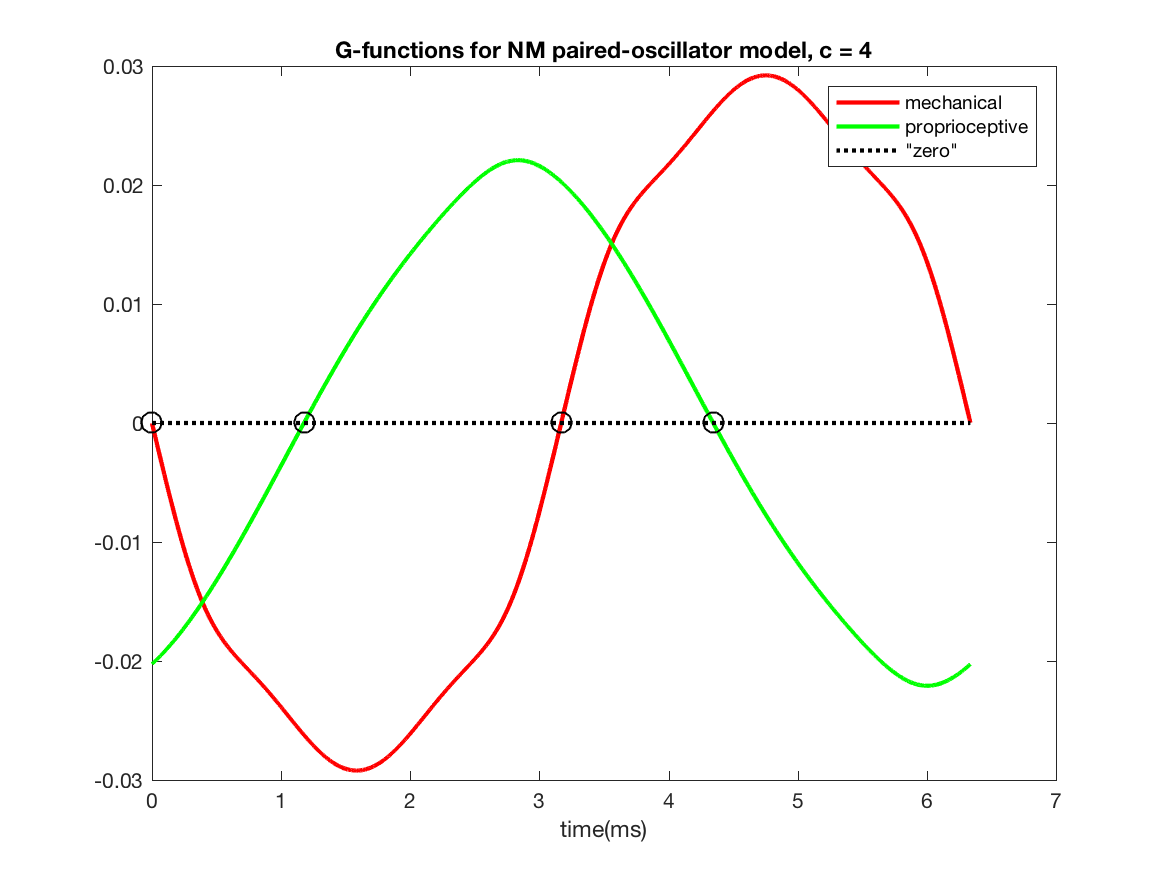 G-functions for NM paired-oscillator model, c = 4
0.03
0.02
0.01
0
-0.01
-0.02
-0.03
mechanical
proprioceptive
"zero"
0 1 2 3 4 5 6 7
time(ms)